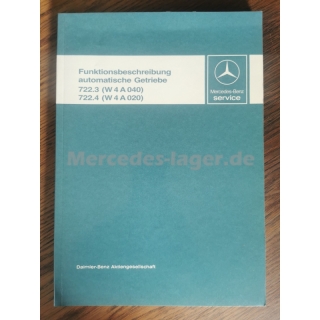 Funktionsbeschreibung
automatische Getriebe
722.3 (W 4 A 040)
722.4 (W 4 A 020)
Mercedes-Benz
service
Mercedes-lager.de
Daimler-Benz Aktiengesellschaft